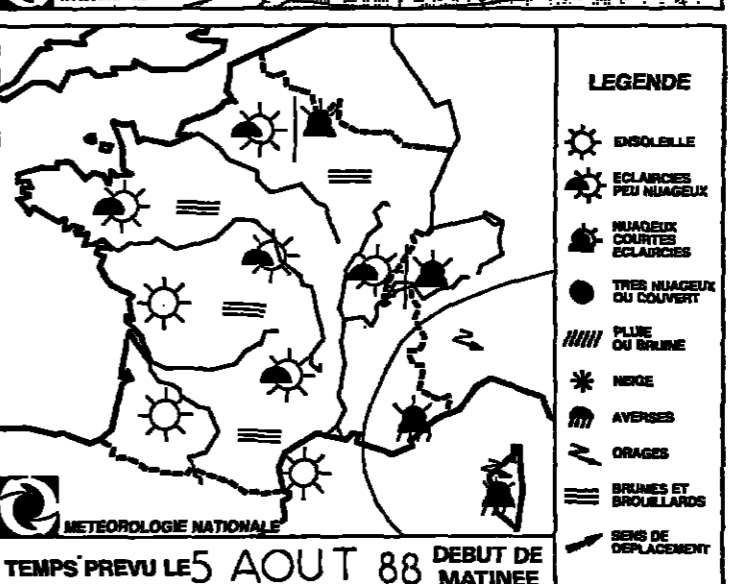 LEGENDE
ENSOLEILLE
ECLAIRCIES
PEU NUAGEUX
NUAGEUX
COURTES
ECLAIRCIES
TRES NUAGEUX
OU COUVERT
PLUIE
OU BRUINE
NEIGE
AVERSES
ORAGES
BRUMES ET
BROUILLARDS
SENS DE
DEPLACEMENT
METEOROLOGIE NATIONALE
TEMPS PREVU LE 5 AOUT 88 DEBUT DE
MATINEE